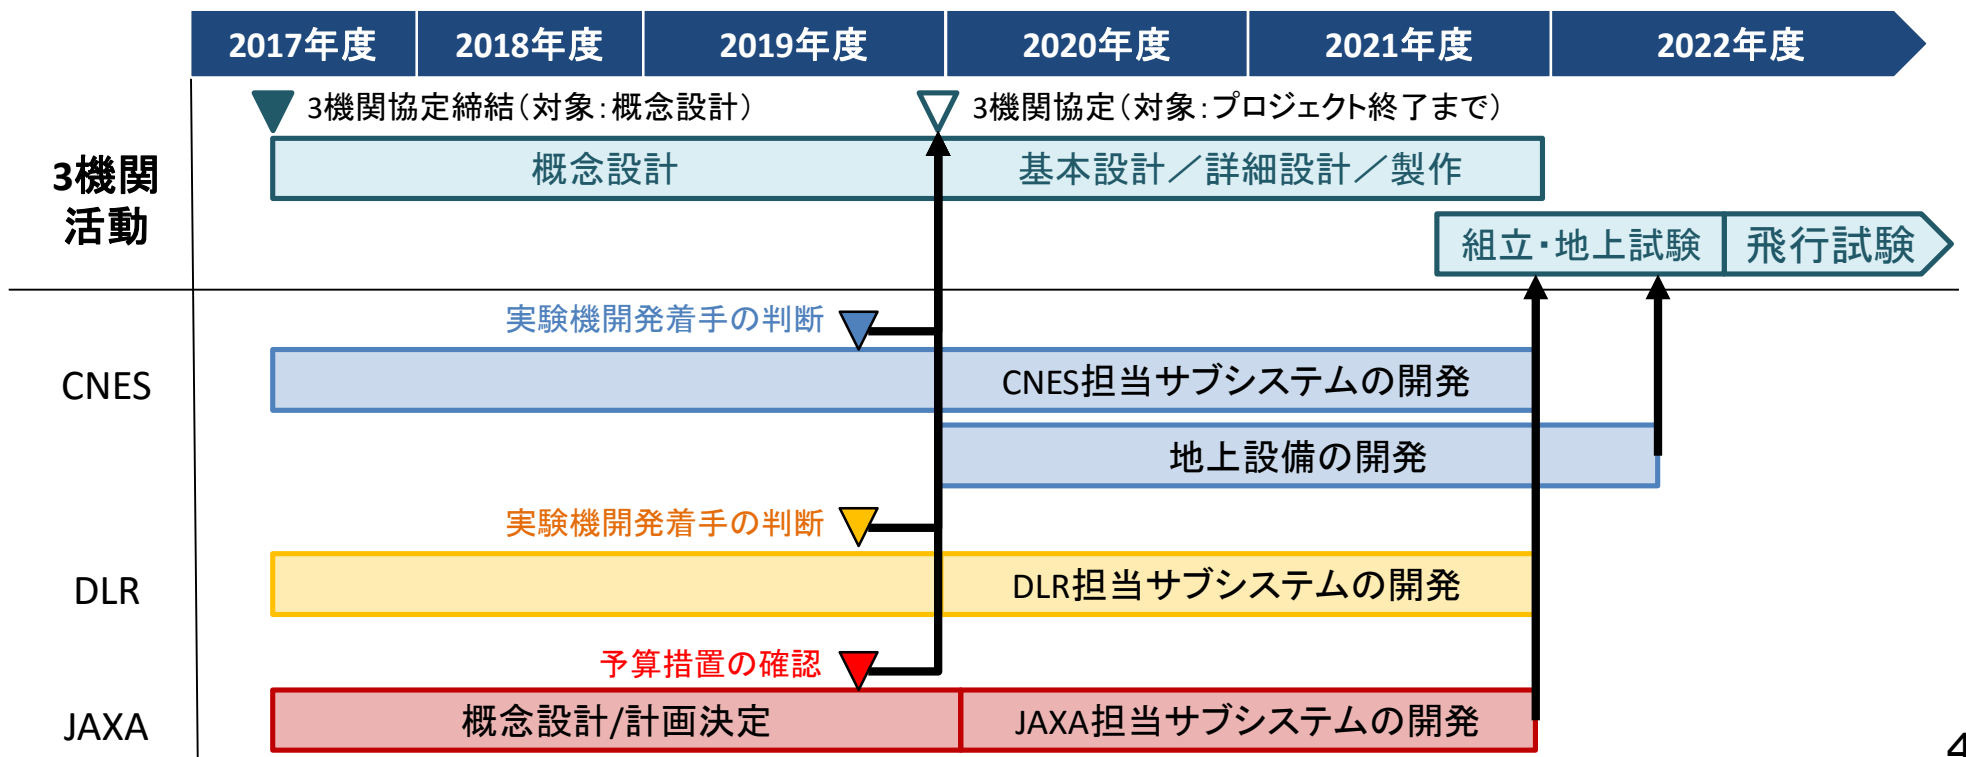 2017年度 2018年度 2019年度 2020年度 2021年度 2022年度
3機関協定締結(対象:概念設計) 3機関協定(対象:プロジェクト終了まで)
3機関
活動
概念設計 基本設計/詳細設計/製作
組立・地上試験 飛行試験
実験機開発着手の判断
CNES
CNES担当サブシステムの開発
地上設備の開発
実験機開発着手の判断
DLR
DLR担当サブシステムの開発
予算措置の確認
JAXA
概念設計/計画決定 JAXA担当サブシステムの開発
4